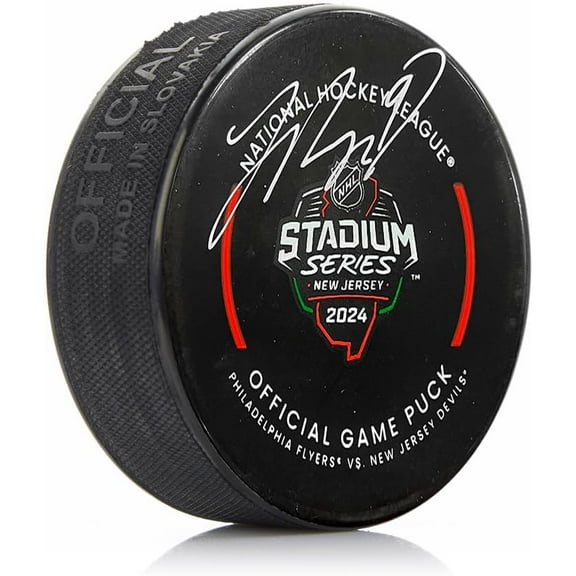 OFFICIAL
MADE IN SLOVAKIA
NATIONAL HOCKEY LEAGUE®
NHL
STADIUM
SERIES™
· NEW JERSEY ·
2024
OFFICIAL GAME PUCK
PHILADELPHIA FLYERS® VS. NEW JERSEY DEVILS®